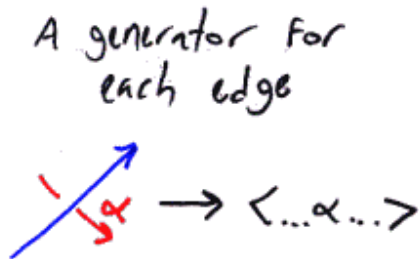 A generator for
each edge
α → <...α...>